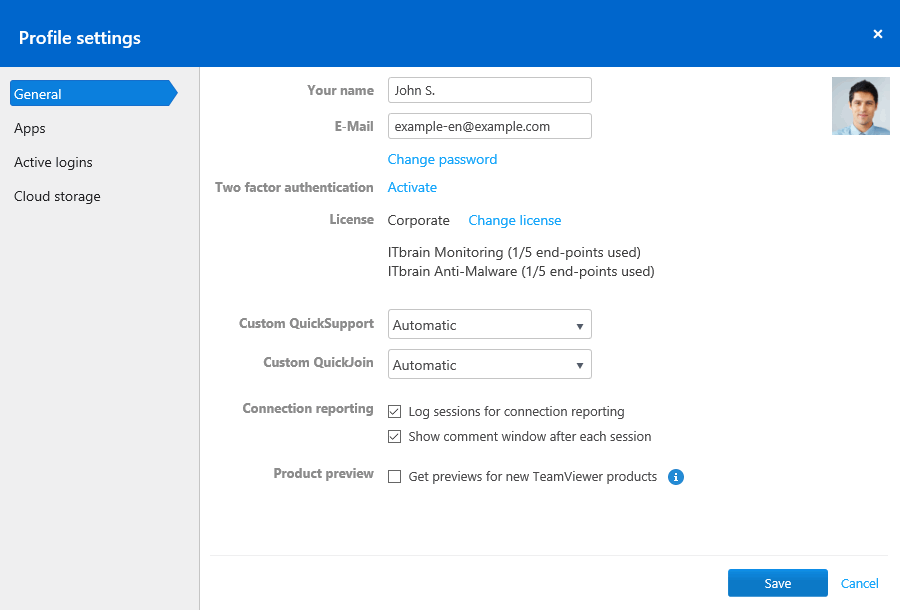 Profile settings
×
General
Apps
Active logins
Cloud storage
Your name John S.
E-Mail example-en@example.com
Change password
Two factor authentication Activate
License Corporate Change license
ITbrain Monitoring (1/5 end-points used)
ITbrain Anti-Malware (1/5 end-points used)
Custom QuickSupport Automatic
Custom QuickJoin Automatic
Connection reporting Log sessions for connection reporting
Show comment window after each session
Product preview Get previews for new TeamViewer products i
Save Cancel